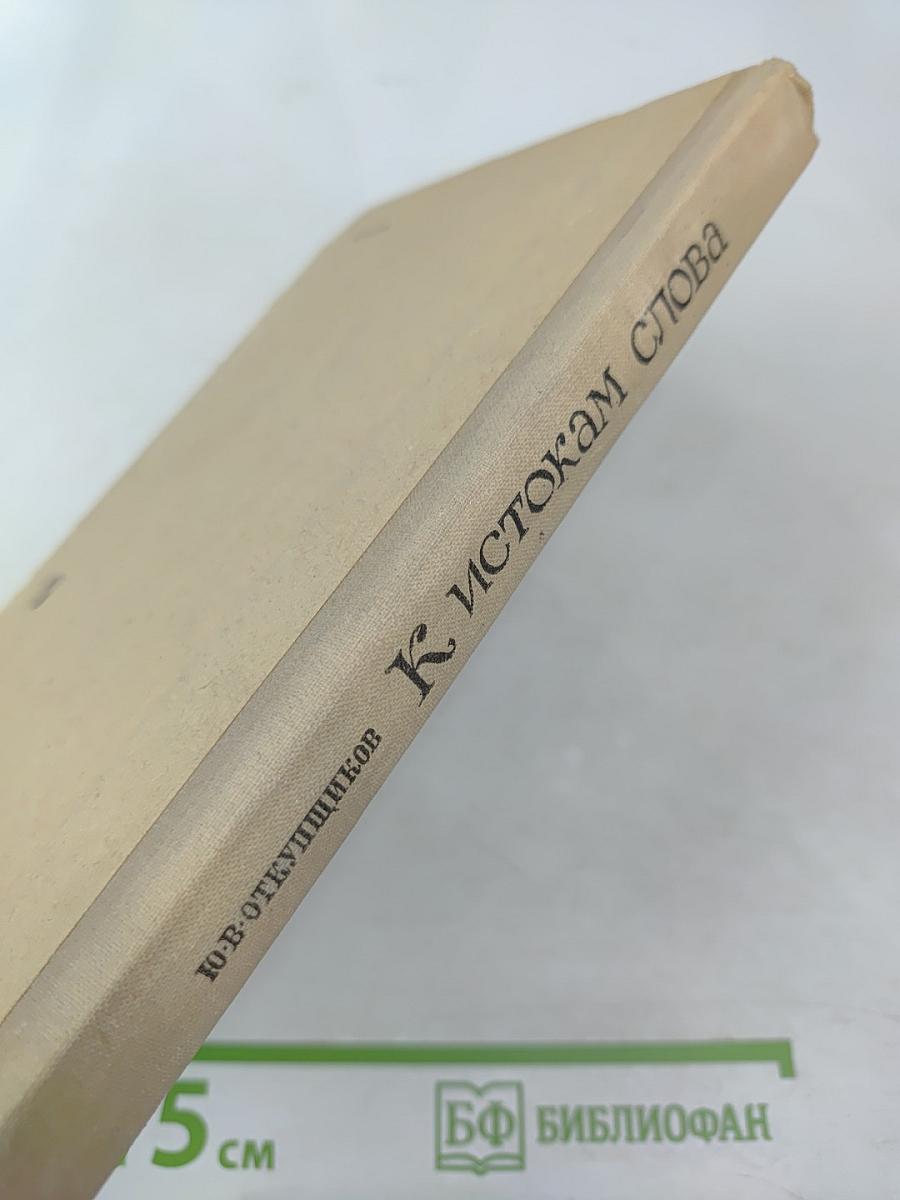 Ю·В·ОТКУПЩИКОВ К ИСТОКАМ СЛОВА
5 см
БФ БИБЛИОФАН